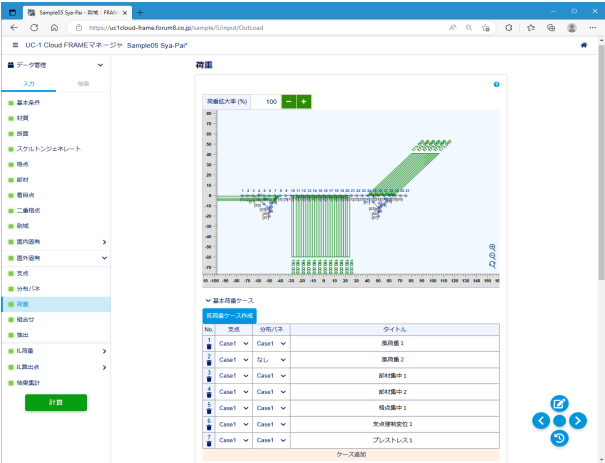 Sample05 Sya-Pai - 剛域 | FRAM
https://uc1cloud-frame.forum8.co.jp/sample/5/input/OutLoad
UC-1 Cloud FRAMEマネージャ Sample05 Sya-Pai*
データ管理
入力 結果
基本条件
材質
断面
スケルトンジェネレート
格点
部材
着目点
二重格点
剛域
面内固有
面外固有
支点
分布バネ
荷重
組合せ
抽出
IL荷重
IL算出点
結果集計
計算
荷重
荷重拡大率 (%) 100
基本荷重ケース
死荷重ケース作成
No. 支点 分布バネ タイトル
1 Case1 Case1 風荷重 1
2 Case1 なし 風荷重 2
3 Case1 Case1 部材集中 1
4 Case1 Case1 部材集中 2
5 Case1 Case1 格点集中 1
6 Case1 Case1 支点強制変位 1
7 Case1 Case1 プレストレス 1
ケース追加